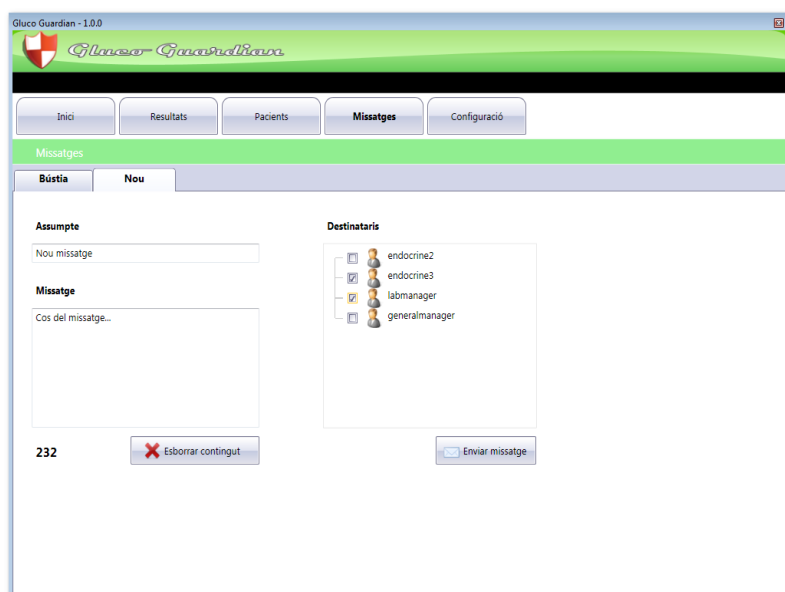 Gluco Guardian - 1.0.0
Gluco Guardian
Inici
Resultats
Pacients
Missatges
Configuració
Missatges
Bústia
Nou
Assumpte
Nou missatge
Missatge
Cos del missatge...
232
Esborrar contingut
Destinataris
endocrine2
endocrine3
labmanager
generalmanager
Enviar missatge